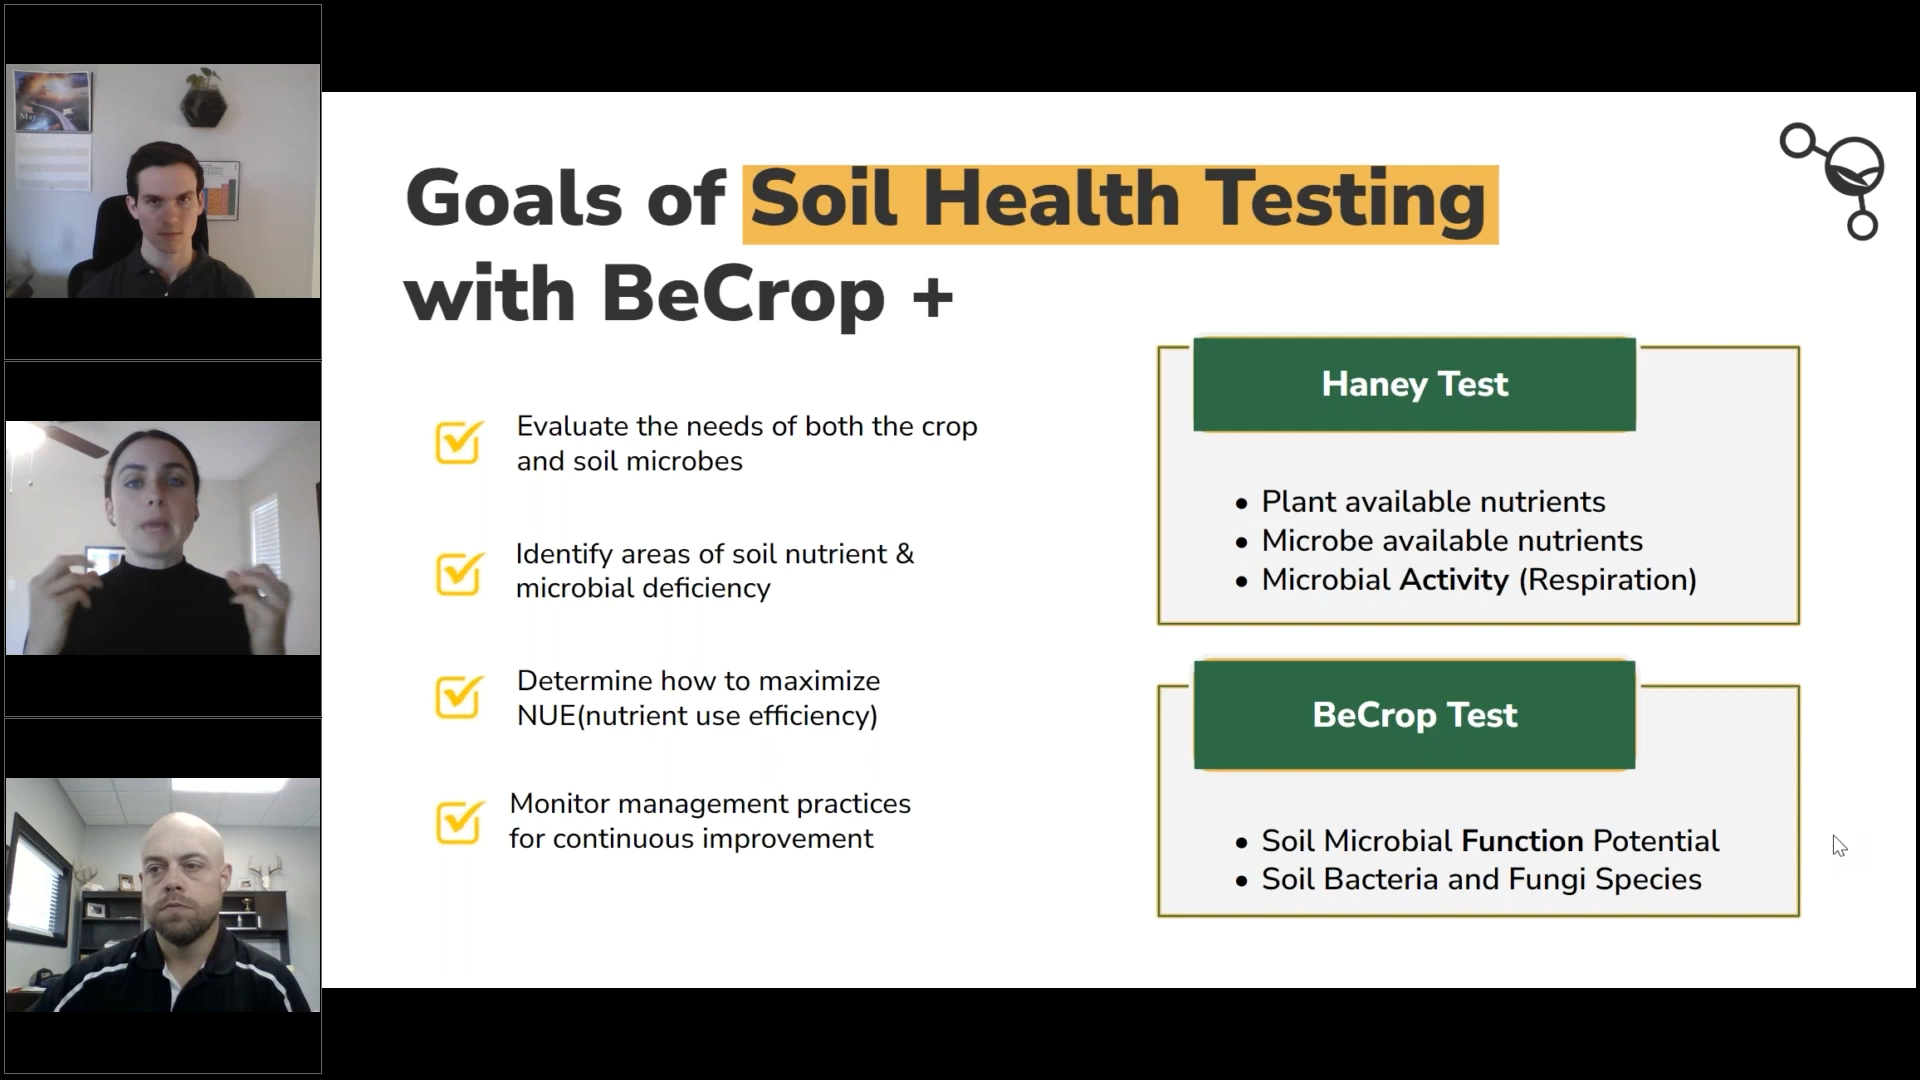 May
Goals of Soil Health Testing
with BeCrop +
Evaluate the needs of both the crop
and soil microbes
Identify areas of soil nutrient &
microbial deficiency
Determine how to maximize
NUE(nutrient use efficiency)
Monitor management practices
for continuous improvement
Haney Test
• Plant available nutrients
• Microbe available nutrients
• Microbial Activity (Respiration)
BeCrop Test
• Soil Microbial Function Potential
• Soil Bacteria and Fungi Species